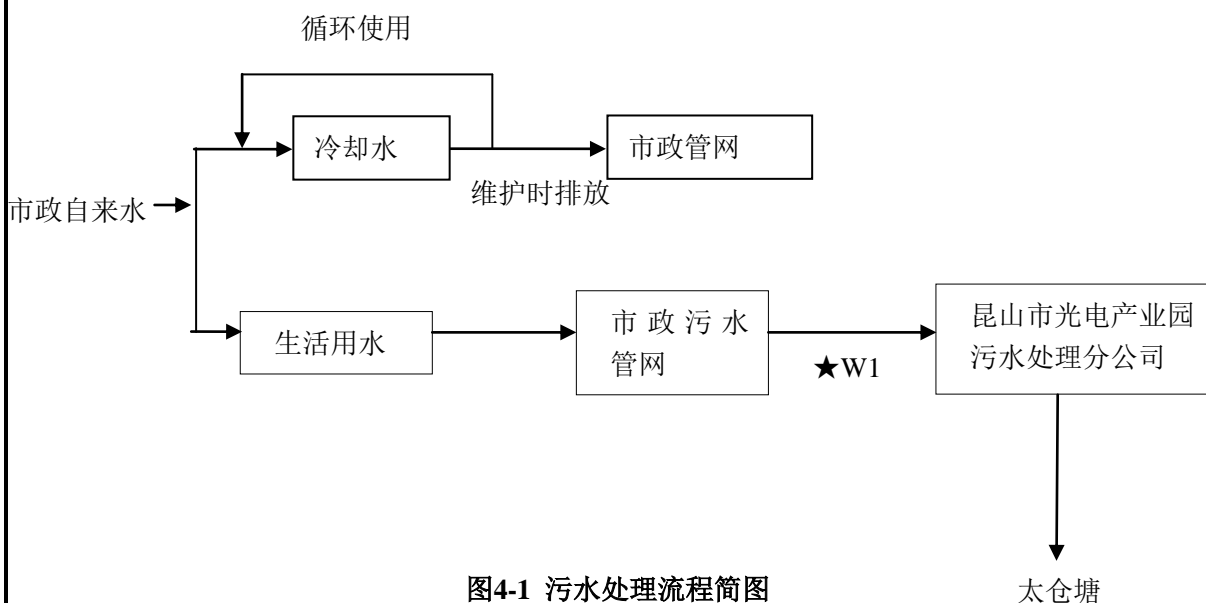 循环使用
冷却水
市政管网
维护时排放
市政自来水
生活用水
市政污水
管网
★W1
昆山市光电产业园
污水处理分公司
图4-1 污水处理流程简图
太仓塘